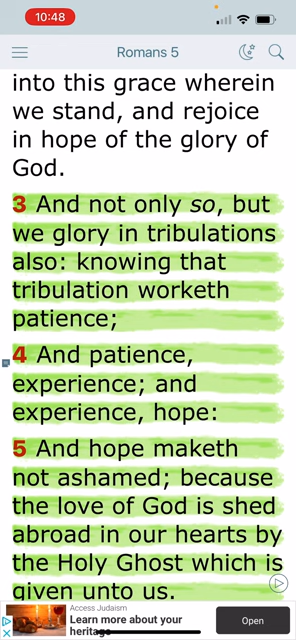 10:48
Romans 5
into this grace wherein
we stand, and rejoice
in hope of the glory of
God.
3 And not only so, but
we glory in tribulations
also: knowing that
tribulation worketh
patience;
4 And patience,
experience; and
experience, hope:
5 And hope maketh
not ashamed; because
the love of God is shed
abroad in our hearts by
the Holy Ghost which is
given unto us.
Access Judaism
Learn more about your
heritage
Open